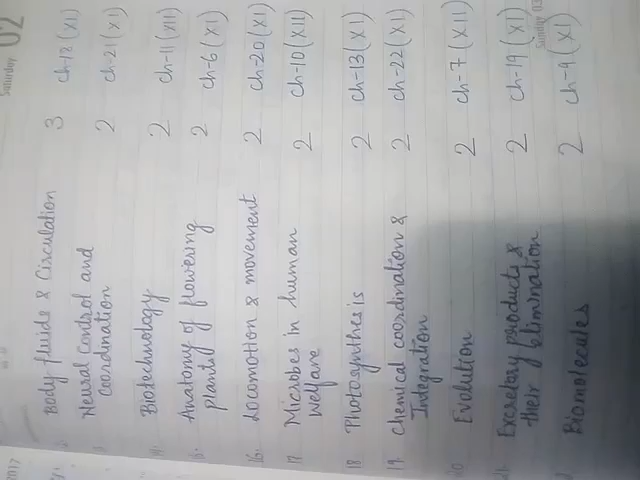 Saturday 02
Body fluids & Circulation 3 ch-18 (XI)
Neural Control and 2 ch-21 (XI)
Coordination
Biotechnology 2 ch-11 (XII)
Anatomy of flowering 2 ch-6 (XI)
plants
16. Locomotion & movement 2 ch-20 (XI)
17 Microbes in human 2 ch-10 (XII)
welfare
18 Photosynthesis 2 ch-13 (XI)
19. Chemical coordination & 2 ch-22 (XI)
Integration
20 Evolution 2 ch-7 (XII)
21. Excretory products & 2 ch-19 (XI)
their elimination
Biomolecules 2 ch-9 (XI)
Sunday 03
2017